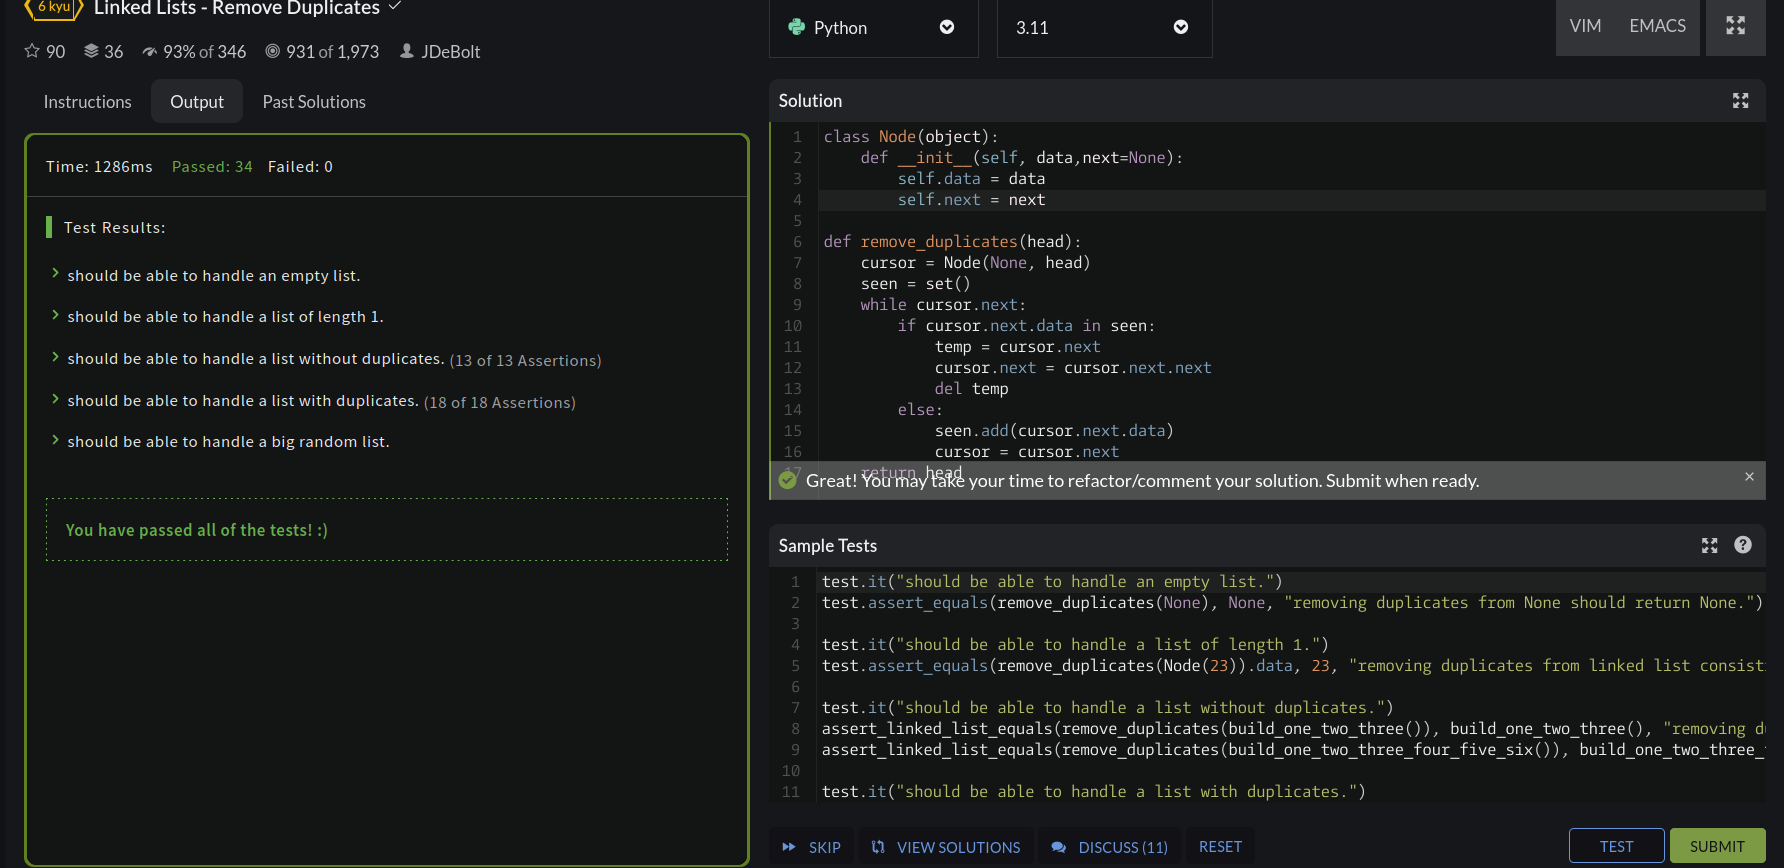 6 kyu Linked Lists - Remove Duplicates
90 36 93% of 346 931 of 1,973 JDeBolt
Instructions Output Past Solutions
Time: 1286ms Passed: 34 Failed: 0
Test Results:
should be able to handle an empty list.
should be able to handle a list of length 1.
should be able to handle a list without duplicates. (13 of 13 Assertions)
should be able to handle a list with duplicates. (18 of 18 Assertions)
should be able to handle a big random list.
You have passed all of the tests! :)
Python 3.11 VIM EMACS
Solution
1 class Node(object):
2     def __init__(self, data,next=None):
3         self.data = data
4         self.next = next
5
6 def remove_duplicates(head):
7     cursor = Node(None, head)
8     seen = set()
9     while cursor.next:
10         if cursor.next.data in seen:
11             temp = cursor.next
12             cursor.next = cursor.next.next
13             del temp
14         else:
15             seen.add(cursor.next.data)
16             cursor = cursor.next
17     return head
Great! You may take your time to refactor/comment your solution. Submit when ready. ×
Sample Tests
1 test.it("should be able to handle an empty list.")
2 test.assert_equals(remove_duplicates(None), None, "removing duplicates from None should return None.")
3
4 test.it("should be able to handle a list of length 1.")
5 test.assert_equals(remove_duplicates(Node(23)).data, 23, "removing duplicates from linked list consist
6
7 test.it("should be able to handle a list without duplicates.")
8 assert_linked_list_equals(remove_duplicates(build_one_two_three()), build_one_two_three(), "removing d
9 assert_linked_list_equals(remove_duplicates(build_one_two_three_four_five_six()), build_one_two_three_
10
11 test.it("should be able to handle a list with duplicates.")
SKIP VIEW SOLUTIONS DISCUSS (11) RESET TEST SUBMIT